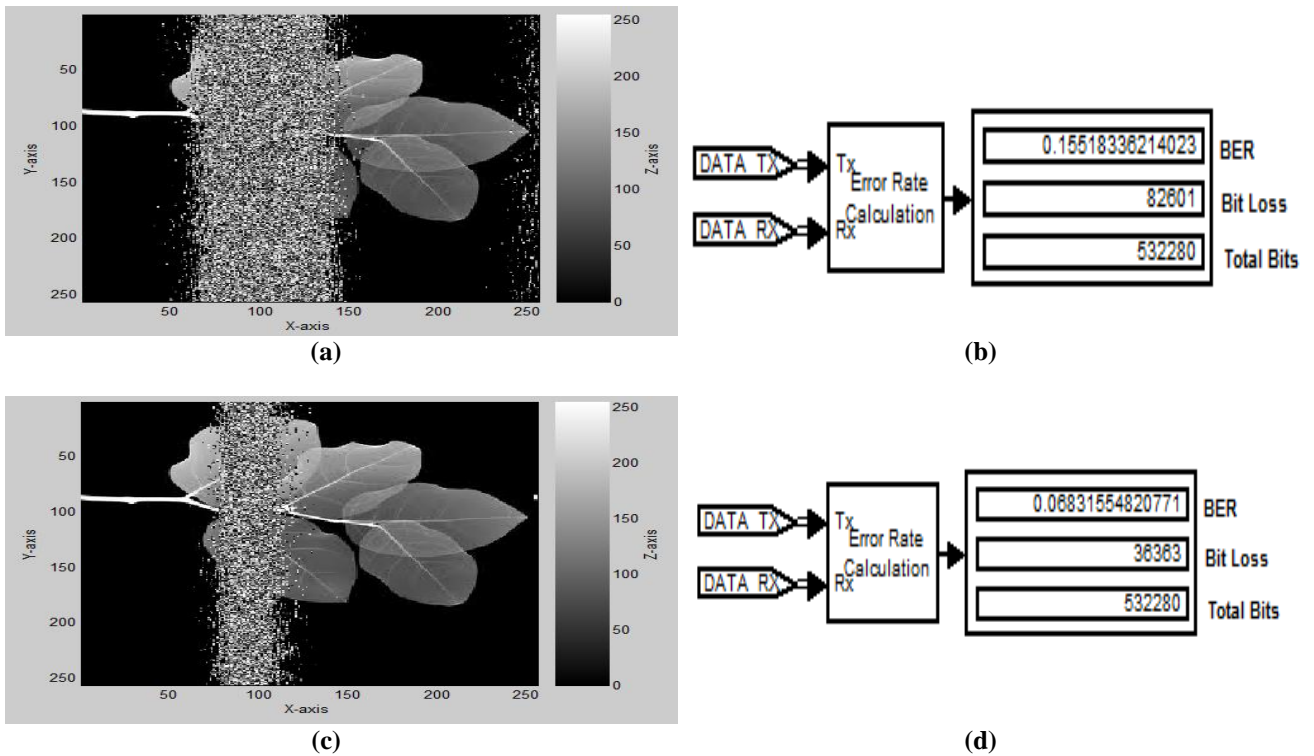 250
50
200
100
150
150
100
200
50
250
0
50
100
150
200
250
Y-axis
X-axis
Z-axis
(a)
DATA TX
DATA RX
Tx
Error Rate
Calculation
Rx
0.15518336214023
BER
82601
Bit Loss
532280
Total Bits
(b)
250
50
200
100
150
150
100
200
50
250
0
50
100
150
200
250
Y-axis
X-axis
Z-axis
(c)
DATA TX
DATA RX
Tx
Error Rate
Calculation
Rx
0.06831554820771
BER
36363
Bit Loss
532280
Total Bits
(d)